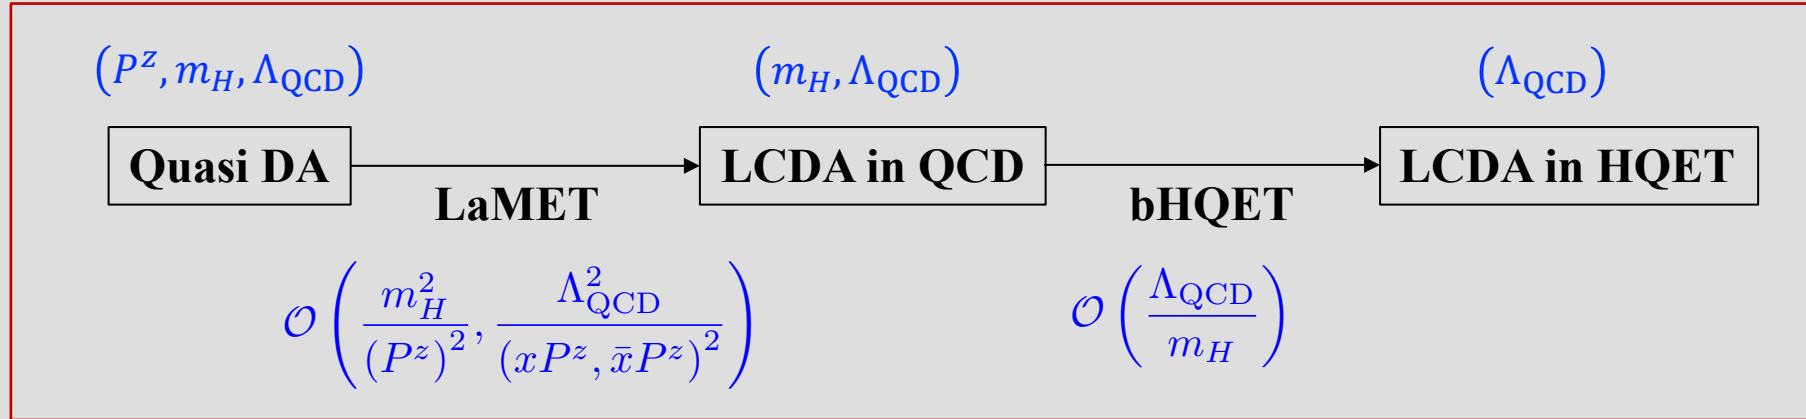 (P^z, m_H, Λ_QCD) (m_H, Λ_QCD) (Λ_QCD)
Quasi DA LCDA in QCD LCDA in HQET
LaMET bHQET
𝒪( m_H^2 / (P^z)^2 , Λ_QCD^2 / (xP^z, x̄P^z)^2 ) 𝒪( Λ_QCD / m_H )